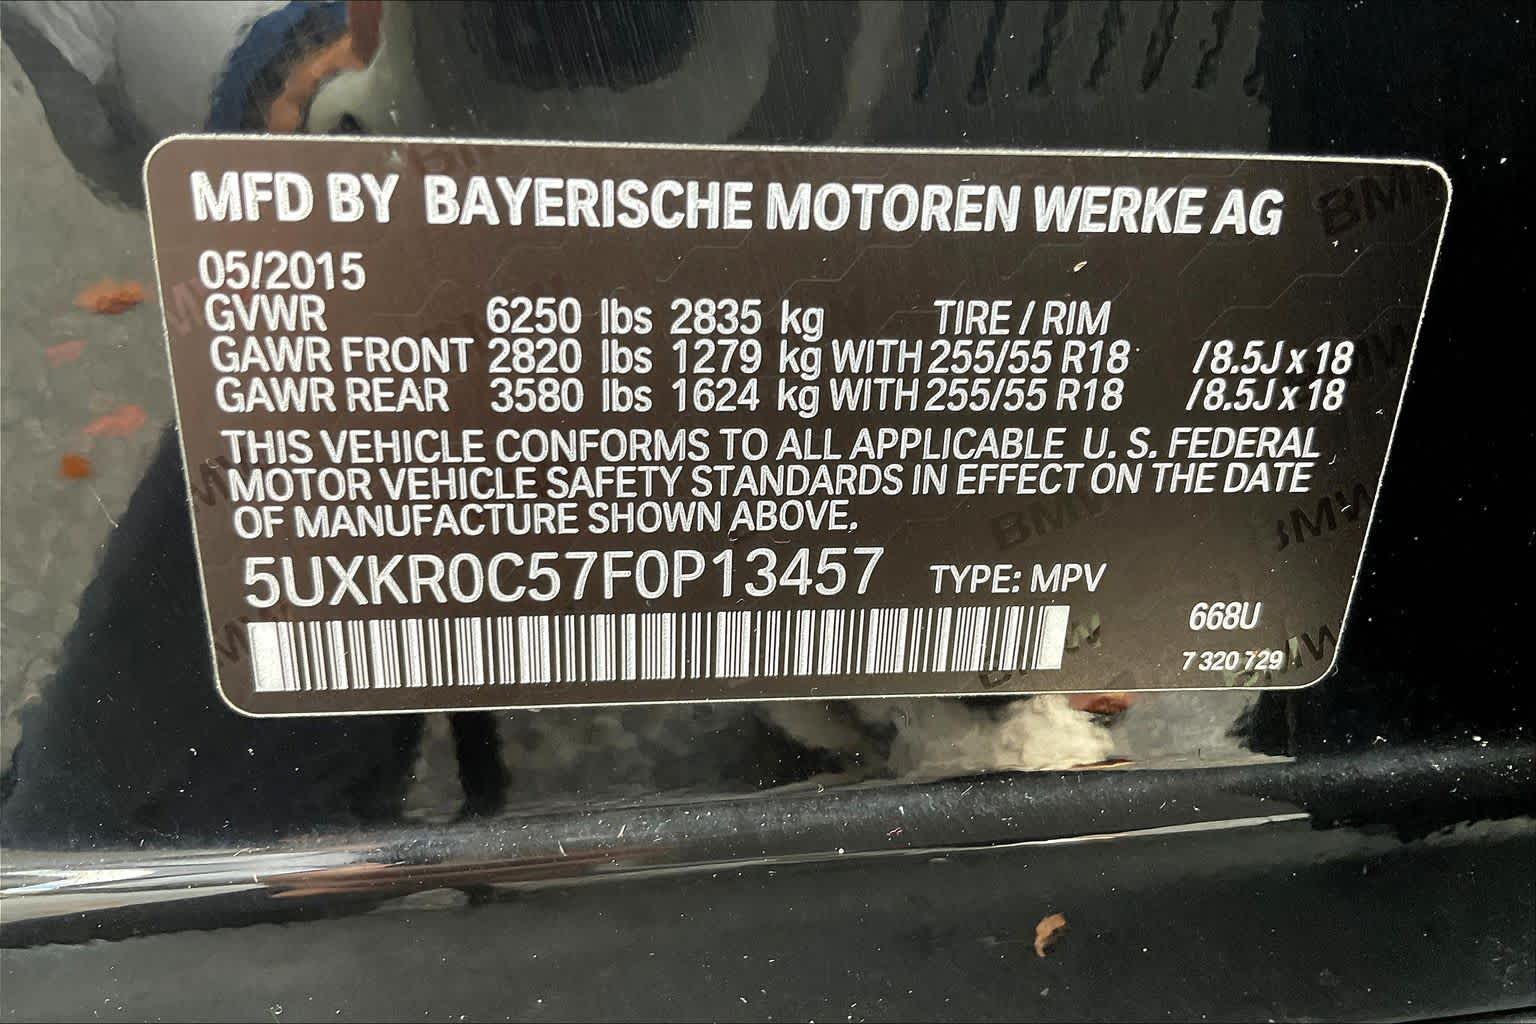 MFD BY BAYERISCHE MOTOREN WERKE AG
05/2015
GVWR 6250 lbs 2835 kg TIRE / RIM
GAWR FRONT 2820 lbs 1279 kg WITH 255/55 R18 /8.5J x 18
GAWR REAR 3580 lbs 1624 kg WITH 255/55 R18 /8.5J x 18
THIS VEHICLE CONFORMS TO ALL APPLICABLE U. S. FEDERAL
MOTOR VEHICLE SAFETY STANDARDS IN EFFECT ON THE DATE
OF MANUFACTURE SHOWN ABOVE.
5UXKR0C57F0P13457 TYPE: MPV
668U
7 320 729